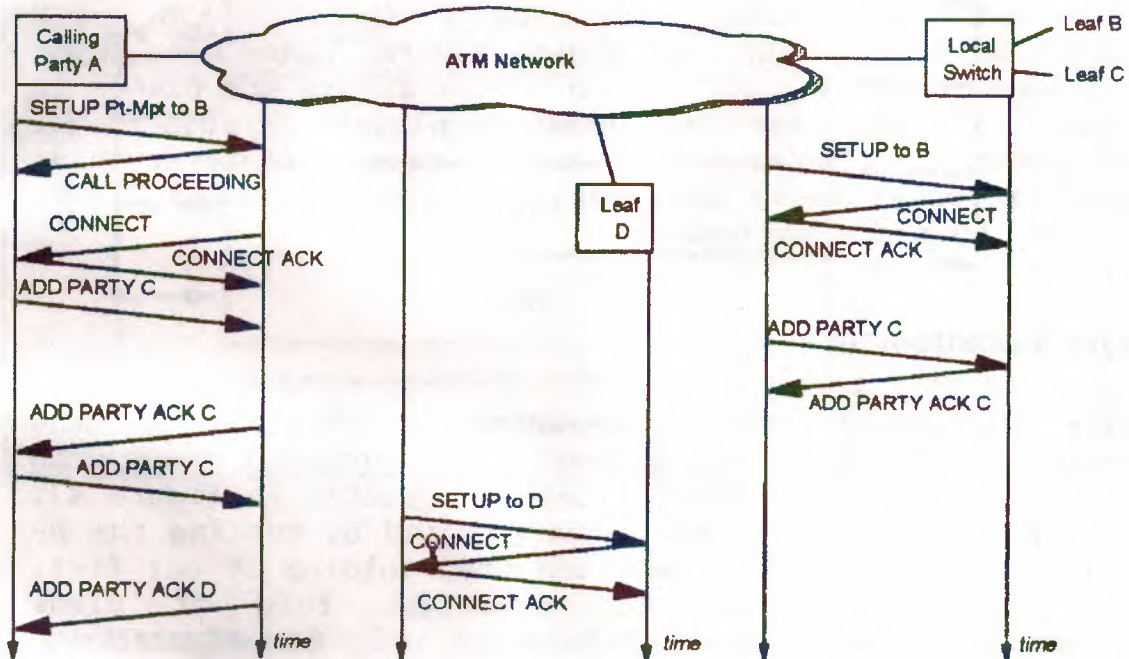 Calling
Party A
ATM Network
Local
Switch
Leaf B
Leaf C
SETUP Pt-Mpt to B
CALL PROCEEDING
SETUP to B
Leaf
D
CONNECT
CONNECT
CONNECT ACK
CONNECT ACK
ADD PARTY C
ADD PARTY C
ADD PARTY ACK C
ADD PARTY ACK C
ADD PARTY C
SETUP to D
CONNECT
ADD PARTY ACK D
CONNECT ACK
time
time
time
time